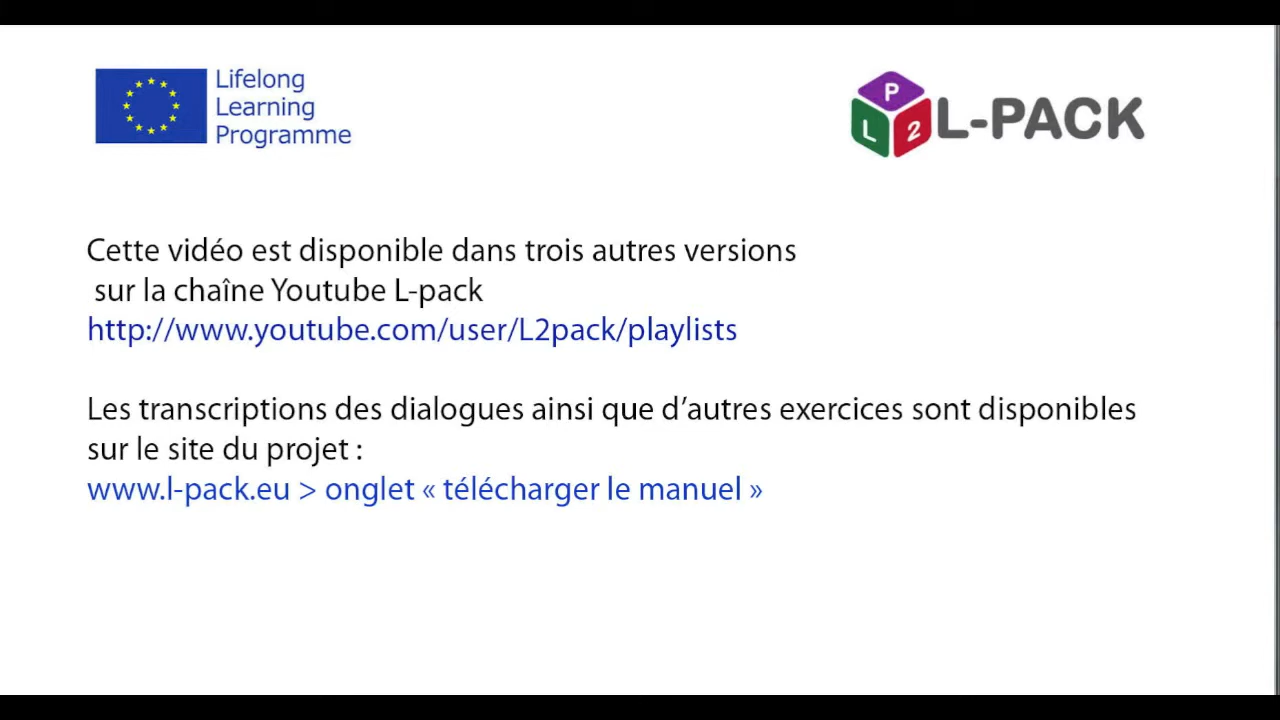 Lifelong
Learning
Programme
P
L
2
L-PACK
Cette vidéo est disponible dans trois autres versions
sur la chaîne Youtube L-pack
http://www.youtube.com/user/L2pack/playlists
Les transcriptions des dialogues ainsi que d’autres exercices sont disponibles
sur le site du projet :
www.l-pack.eu > onglet « télécharger le manuel »